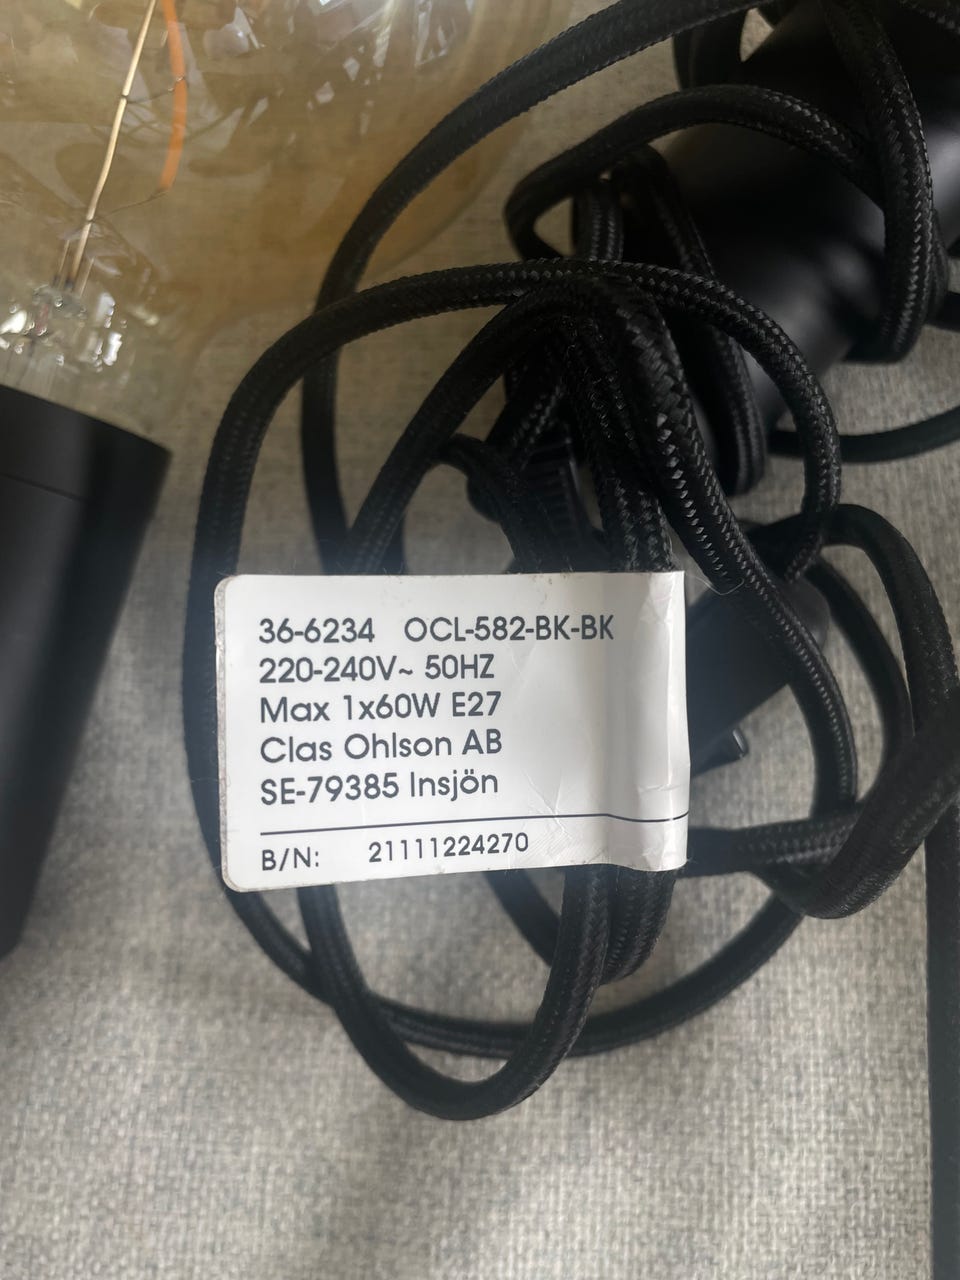 36-6234 OCL-582-BK-BK
220-240V~ 50HZ
Max 1x60W E27
Clas Ohlson AB
SE-79385 Insjön
B/N: 21111224270